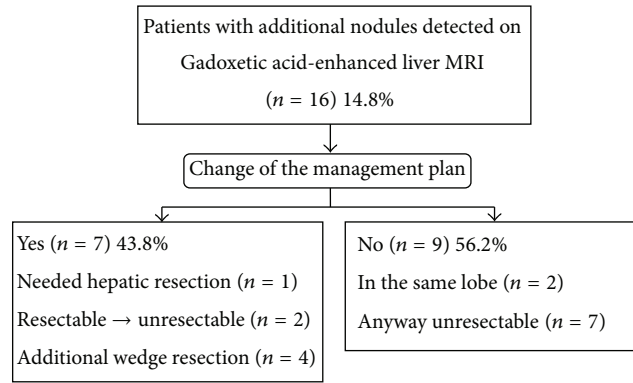 Patients with additional nodules detected on
Gadoxetic acid-enhanced liver MRI
(n = 16) 14.8%
Change of the management plan
Yes (n = 7) 43.8%
Needed hepatic resection (n = 1)
Resectable → unresectable (n = 2)
Additional wedge resection (n = 4)
No (n = 9) 56.2%
In the same lobe (n = 2)
Anyway unresectable (n = 7)